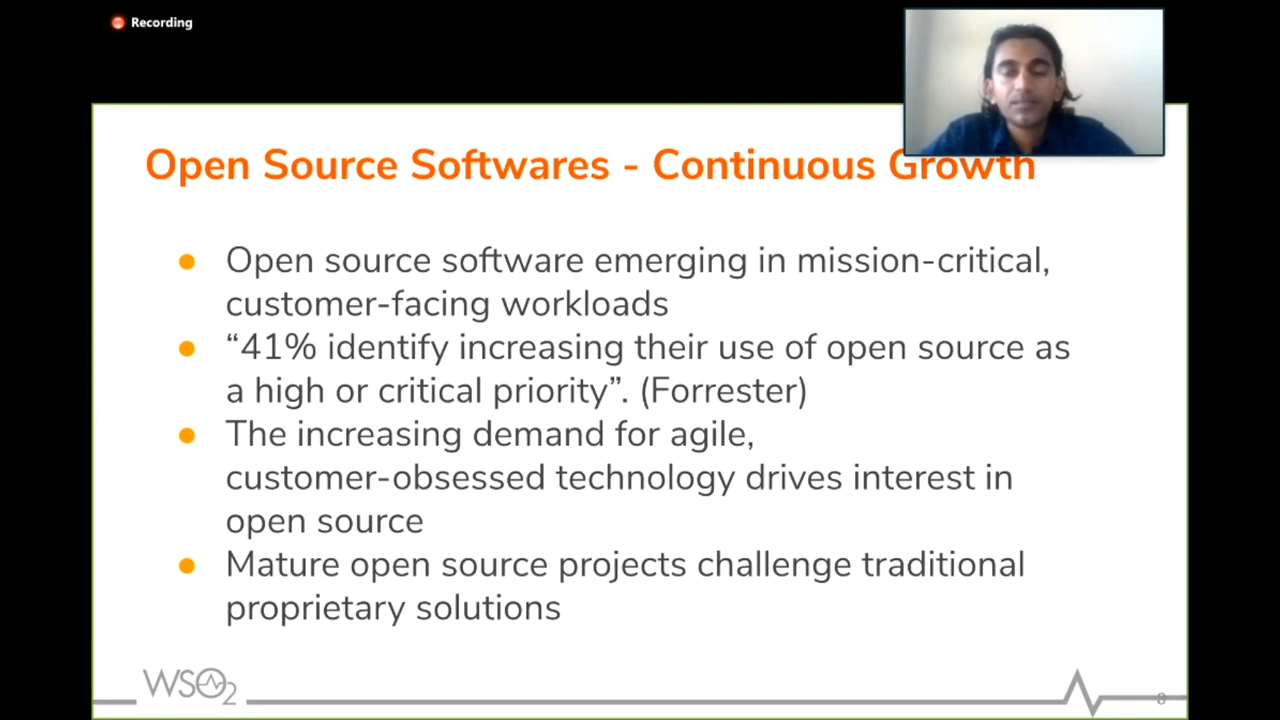 Recording
Open Source Softwares - Continuous Growth
● Open source software emerging in mission-critical,
customer-facing workloads
● “41% identify increasing their use of open source as
a high or critical priority”. (Forrester)
● The increasing demand for agile,
customer-obsessed technology drives interest in
open source
● Mature open source projects challenge traditional
proprietary solutions
WSO2
8